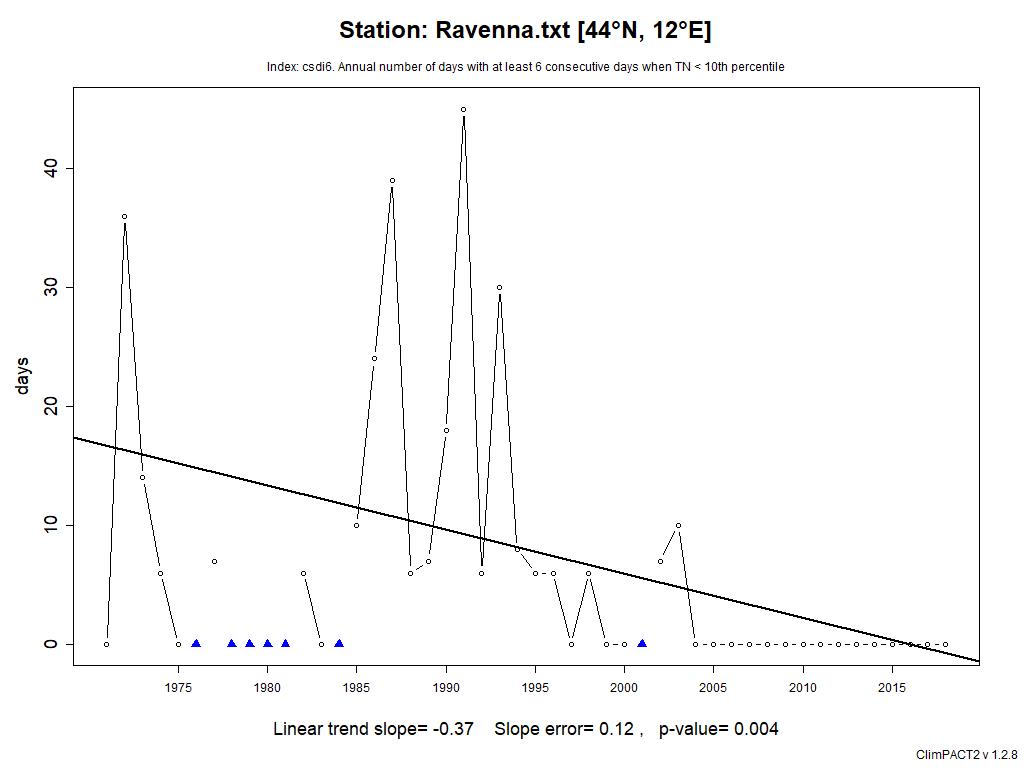 Station: Ravenna.txt [44°N, 12°E]
Index: csdi6. Annual number of days with at least 6 consecutive days when TN < 10th percentile
days
40
30
20
10
0
1975 1980 1985 1990 1995 2000 2005 2010 2015
Linear trend slope= -0.37 Slope error= 0.12 , p-value= 0.004
ClimPACT2 v 1.2.8